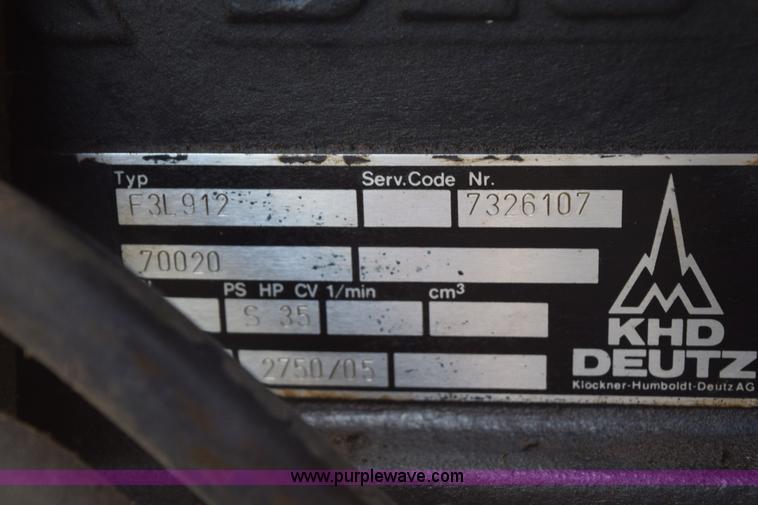 Typ Serv.Code Nr.
F3L912 7326107
70020
PS HP CV 1/min cm³
S 35
2750/05
KHD
DEUTZ
Klockner-Humboldt-Deutz AG
www.purplewave.com